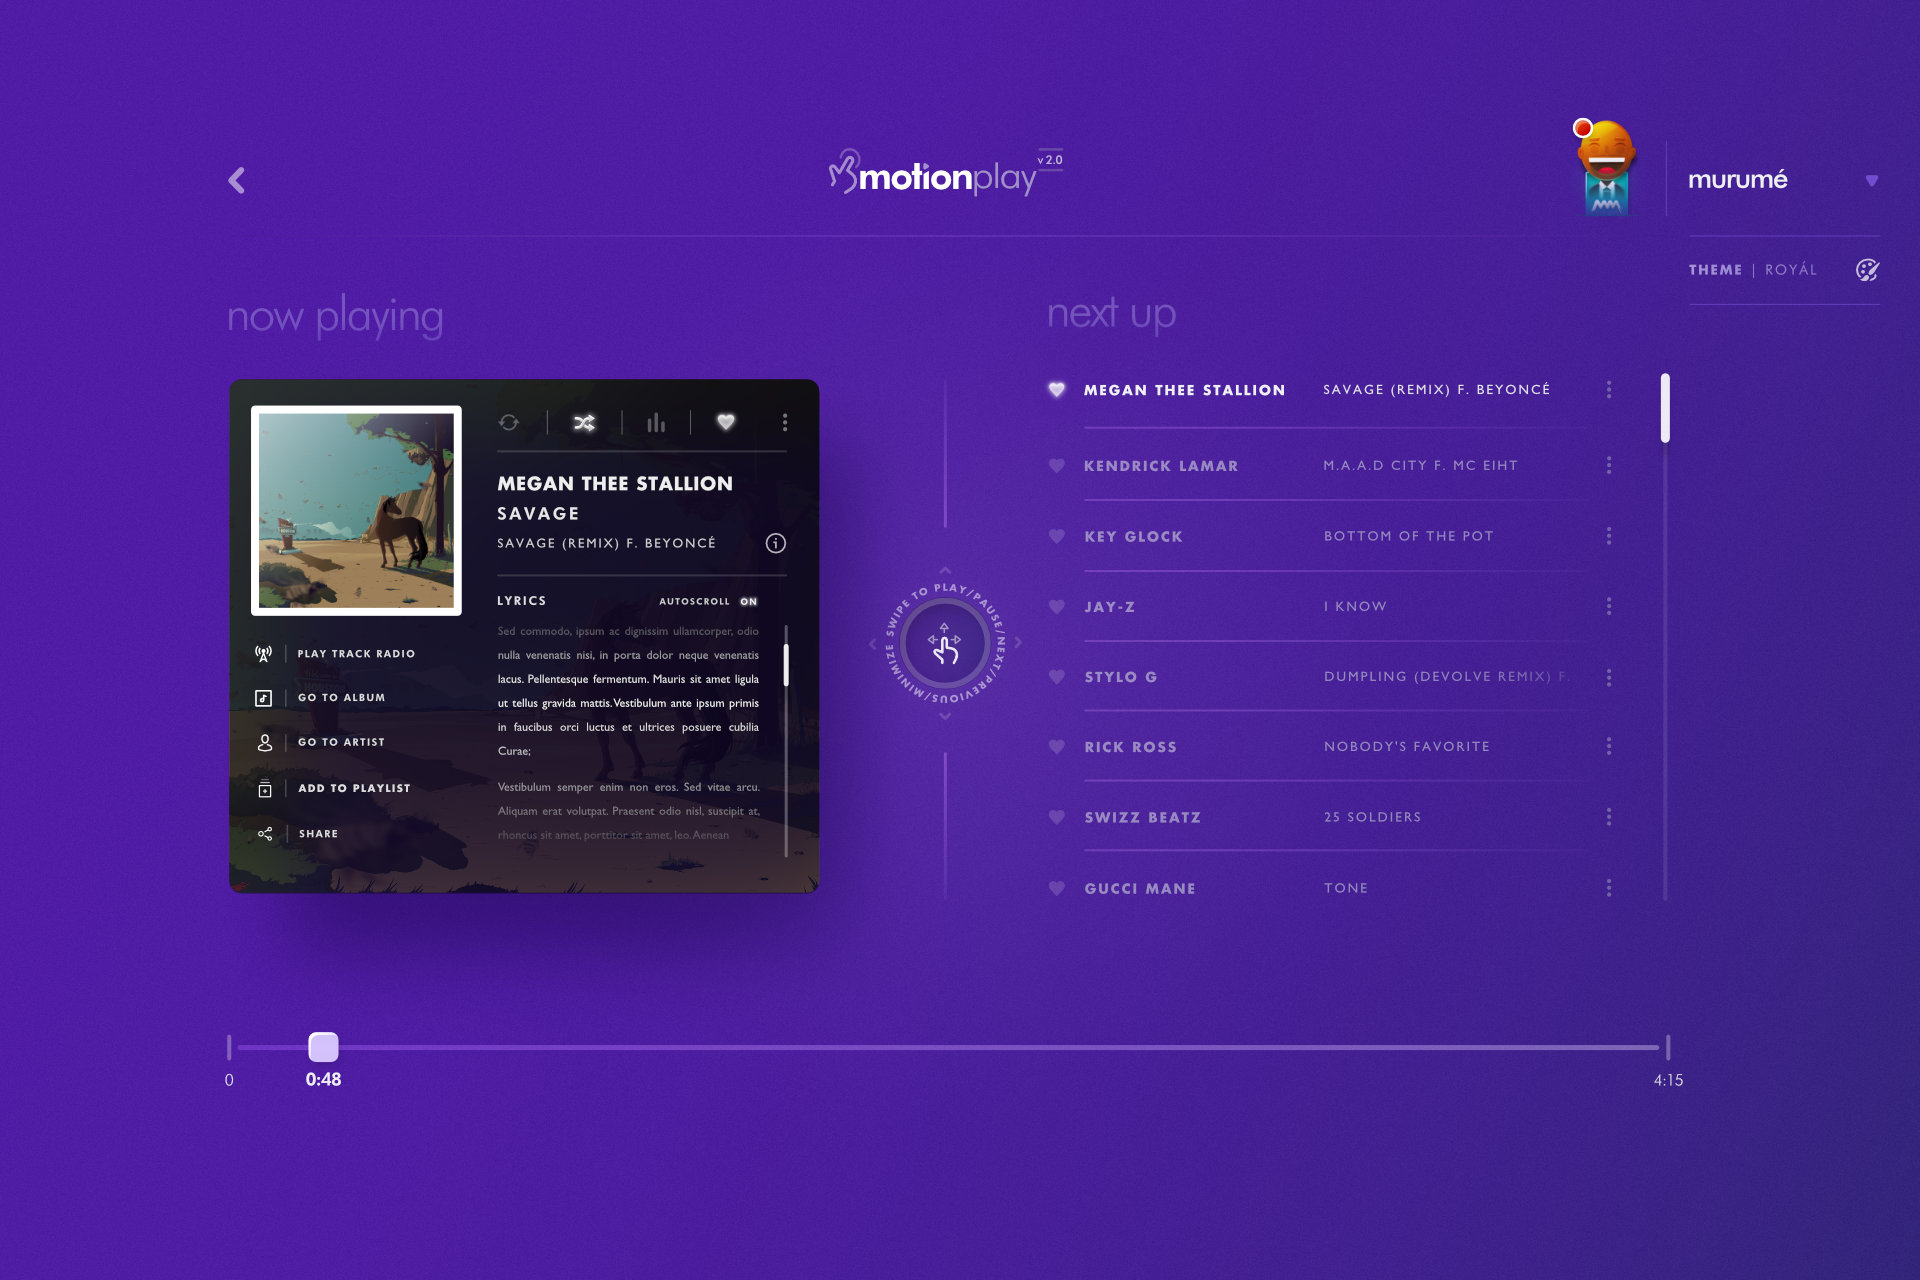 motionplay v 2.0
murumé
THEME | ROYÁL
now playing
MEGAN THEE STALLION
SAVAGE
SAVAGE (REMIX) F. BEYONCÉ
LYRICS AUTOSCROLL ON
Sed commodo, ipsum ac dignissim ullamcorper, odio
nulla venenatis nisi, in porta dolor neque venenatis
lacus. Pellentesque fermentum. Mauris sit amet ligula
ut tellus gravida mattis. Vestibulum ante ipsum primis
in faucibus orci luctus et ultrices posuere cubilia
Curae;
Vestibulum semper enim non eros. Sed vitae arcu.
Aliquam erat volutpat. Praesent odio nisl, suscipit at,
rhoncus sit amet, porttitor sit amet, leo. Aenean
PLAY TRACK RADIO
GO TO ALBUM
GO TO ARTIST
ADD TO PLAYLIST
SHARE
SWIPE TO PLAY/PAUSE/NEXT/PREVIOUS/MINIMIZE
next up
MEGAN THEE STALLION SAVAGE (REMIX) F. BEYONCÉ
KENDRICK LAMAR M.A.A.D CITY F. MC EIHT
KEY GLOCK BOTTOM OF THE POT
JAY-Z I KNOW
STYLO G DUMPLING (DEVOLVE REMIX) F.
RICK ROSS NOBODY'S FAVORITE
SWIZZ BEATZ 25 SOLDIERS
GUCCI MANE TONE
0
0:48
4:15